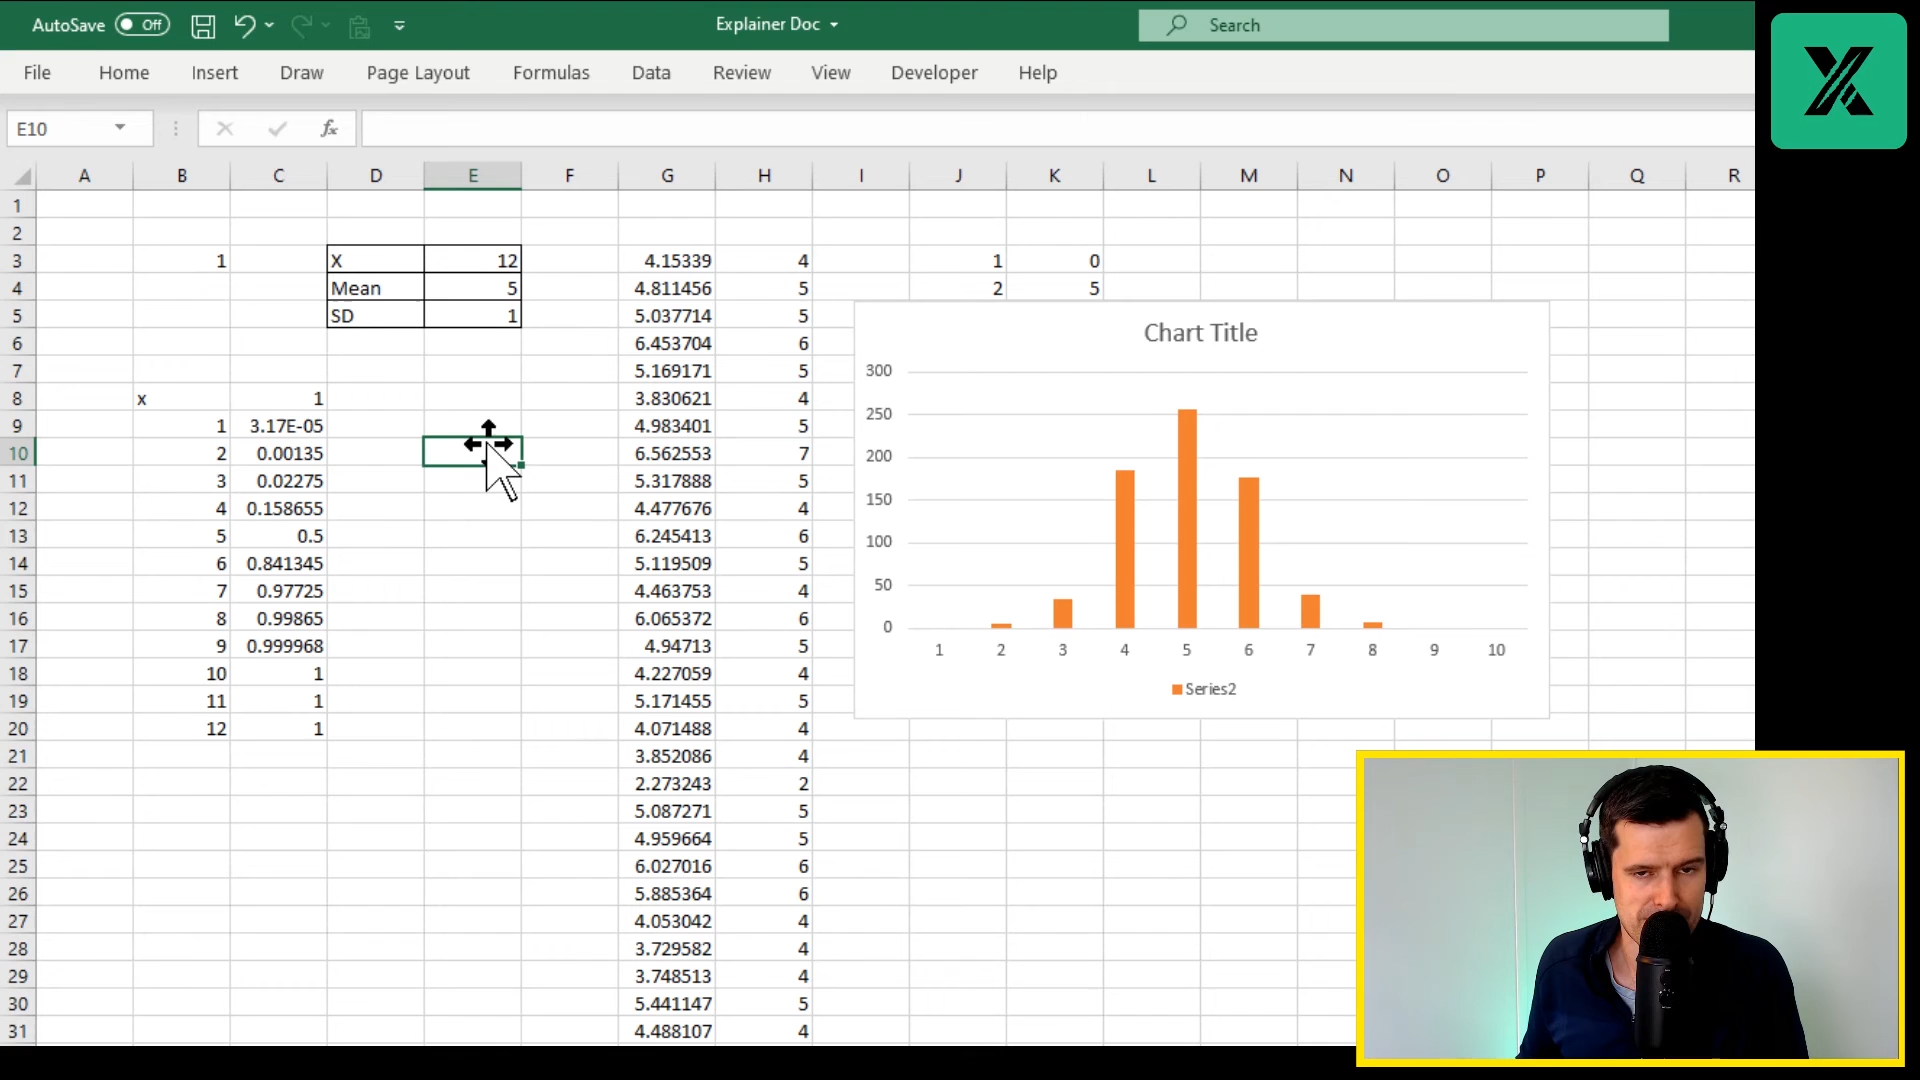 AutoSave Off Explainer Doc Search
File Home Insert Draw Page Layout Formulas Data Review View Developer Help
E10 fx
A B C D E F G H I J K L M N O P Q R
1
2
3 1 X 12 4.15339 4 1 0
4 Mean 5 4.811456 5 2 5
5 SD 1 5.037714 5
6 6.453704 6
7 5.169171 5
8 x 1 3.830621 4
9 1 3.17E-05 4.983401 5
10 2 0.00135 6.562553 7
11 3 0.02275 5.317888 5
12 4 0.158655 4.477676 4
13 5 0.5 6.245413 6
14 6 0.841345 5.119509 5
15 7 0.97725 4.463753 4
16 8 0.99865 6.065372 6
17 9 0.999968 4.94713 5
18 10 1 4.227059 4
19 11 1 5.171455 5
20 12 1 4.071488 4
21 3.852086 4
22 2.273243 2
23 5.087271 5
24 4.959664 5
25 6.027016 6
26 5.885364 6
27 4.053042 4
28 3.729582 4
29 3.748513 4
30 5.441147 5
31 4.488107 4
Chart Title
300
250
200
150
100
50
0
1 2 3 4 5 6 7 8 9 10
Series2
X